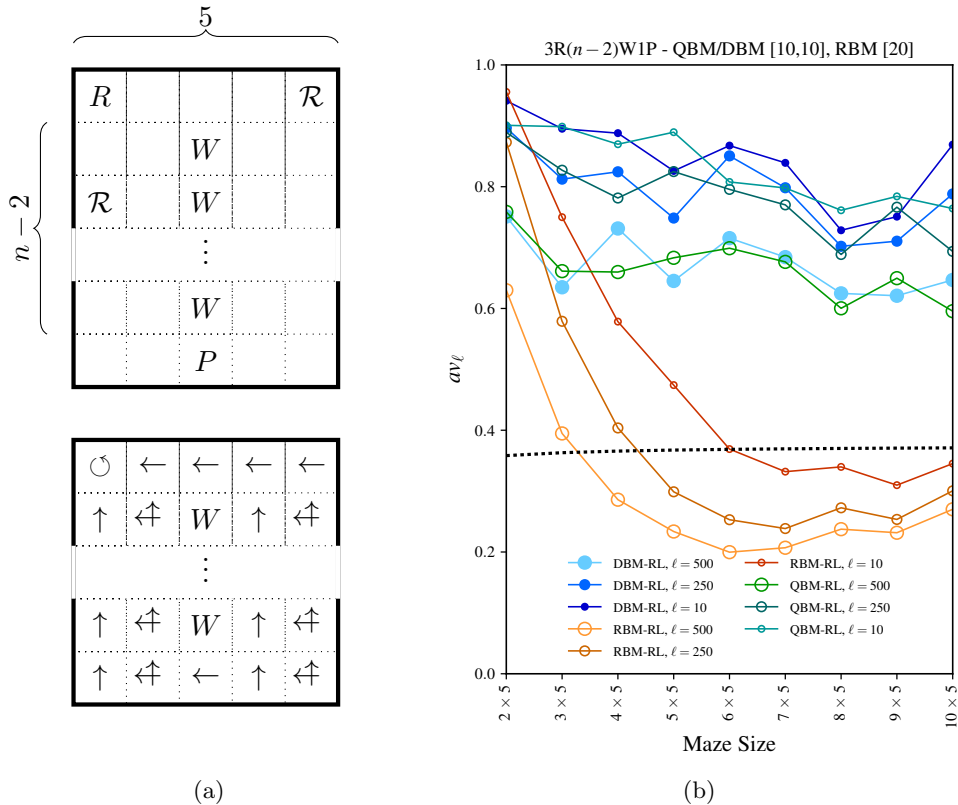 5
R ℛ
W
ℛ W
⋮
W
P
n − 2
↺ ← ← ← ←
↑ ↔↑ W ↑ ↔↑
⋮
↑ ↔↑ W ↑ ↔↑
↑ ↔↑ ← ↑ ↔↑
(a)
3R(n − 2)W1P - QBM/DBM [10,10], RBM [20]
1.0
0.8
0.6
0.4
0.2
0.0
av_ℓ
DBM-RL, ℓ = 500
DBM-RL, ℓ = 250
DBM-RL, ℓ = 10
RBM-RL, ℓ = 500
RBM-RL, ℓ = 250
RBM-RL, ℓ = 10
QBM-RL, ℓ = 500
QBM-RL, ℓ = 250
QBM-RL, ℓ = 10
2 × 5
3 × 5
4 × 5
5 × 5
6 × 5
7 × 5
8 × 5
9 × 5
10 × 5
Maze Size
(b)